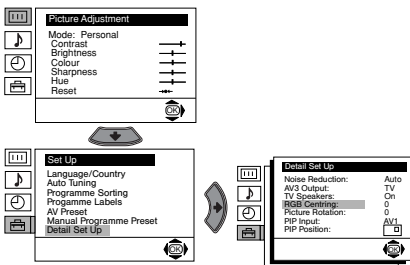 Picture Adjustment
Mode: Personal
Contrast
Brightness
Colour
Sharpness
Hue
Reset
OK
Set Up
Language/Country
Auto Tuning
Programme Sorting
Progamme Labels
AV Preset
Manual Programme Preset
Detail Set Up
OK
Detail Set Up
Noise Reduction: Auto
AV3 Output: TV
TV Speakers: On
RGB Centring: 0
Picture Rotation: 0
PIP Input: AV1
PIP Position:
OK